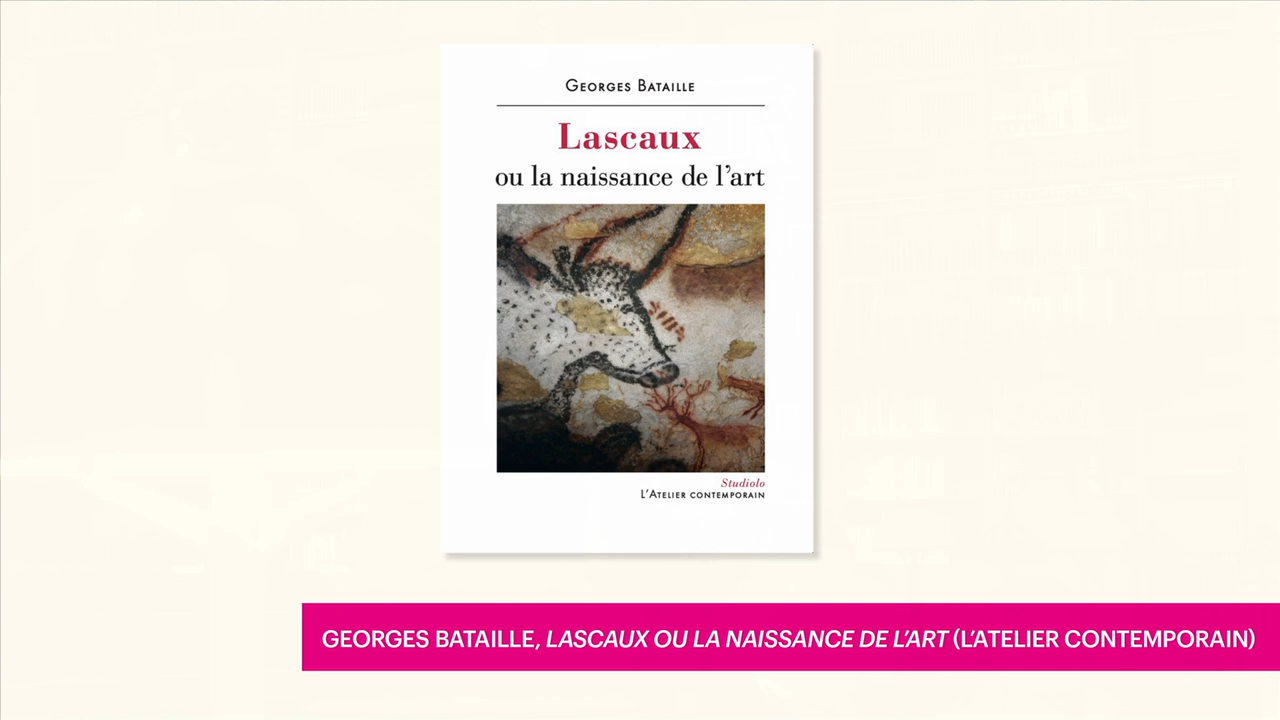 Georges Bataille
Lascaux
ou la naissance de l'art
Studiolo
L'Atelier contemporain
GEORGES BATAILLE, LASCAUX OU LA NAISSANCE DE L'ART (L'ATELIER CONTEMPORAIN)